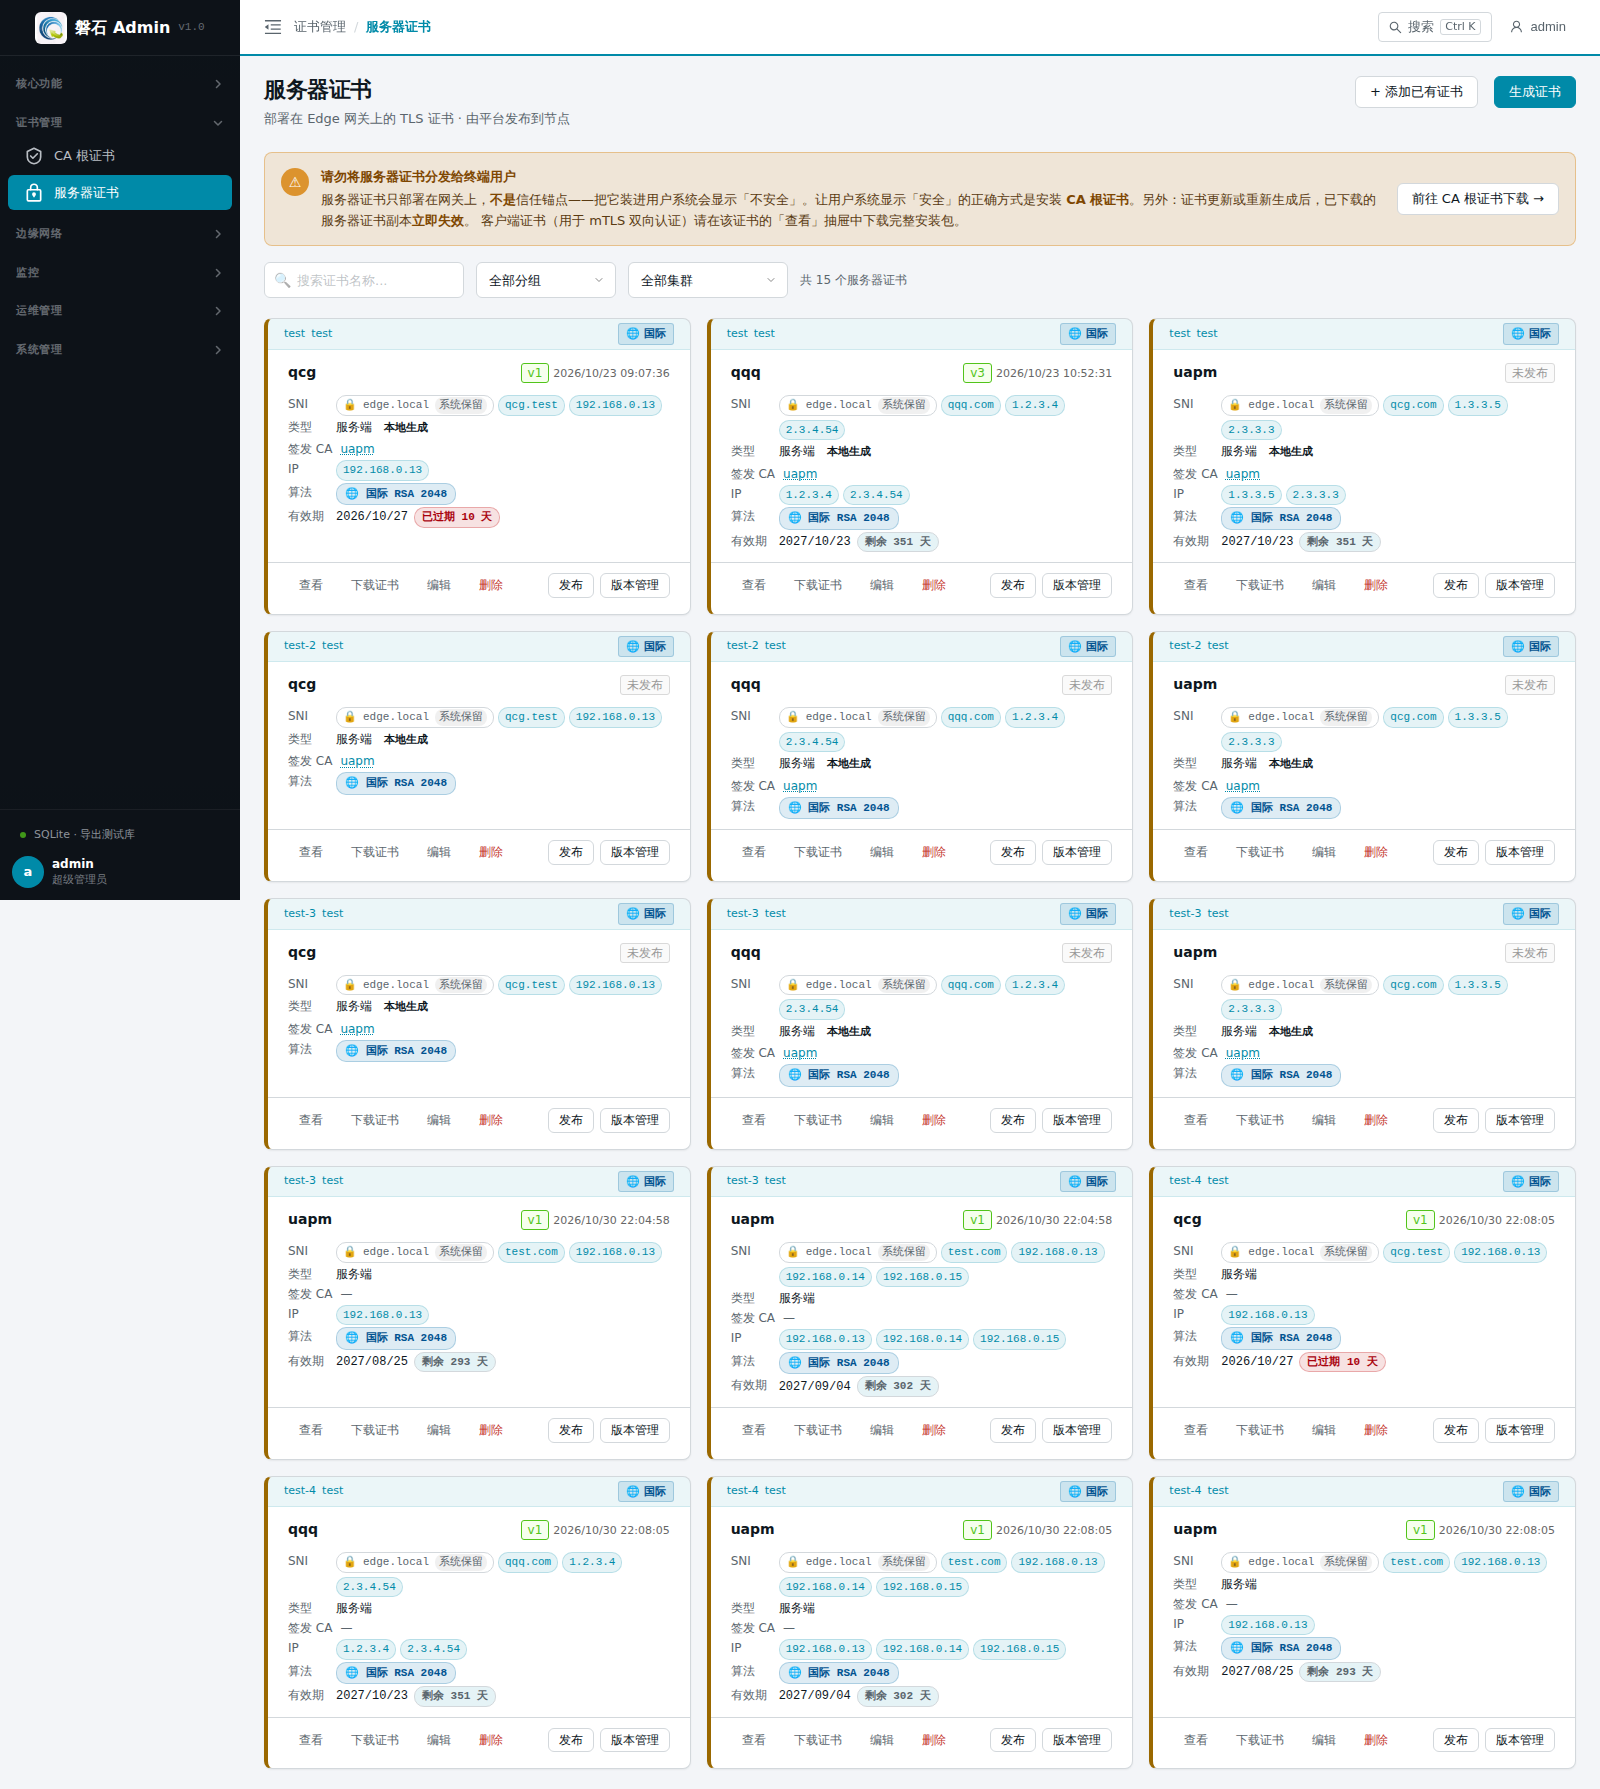 磐石 Admin v1.0
核心功能
证书管理
CA 根证书
服务器证书
边缘网络
监控
运维管理
系统管理
SQLite · 导出测试库
a
admin
超级管理员
证书管理 / 服务器证书
搜索 Ctrl K
admin
服务器证书
部署在 Edge 网关上的 TLS 证书 · 由平台发布到节点
+ 添加已有证书
生成证书
请勿将服务器证书分发给终端用户
服务器证书只部署在网关上，不是信任锚点——把它装进用户系统会显示「不安全」。让用户系统显示「安全」的正确方式是安装 CA 根证书。另外：证书更新或重新生成后，已下载的
服务器证书副本立即失效。 客户端证书（用于 mTLS 双向认证）请在该证书的「查看」抽屉中下载完整安装包。
前往 CA 根证书下载 →
搜索证书名称...
全部分组
全部集群
共 15 个服务器证书
test test 国际
qcg v1 2026/10/23 09:07:36
SNI edge.local 系统保留 qcg.test 192.168.0.13
类型 服务端 本地生成
签发 CA uapm
IP 192.168.0.13
算法 国际 RSA 2048
有效期 2026/10/27 已过期 10 天
查看 下载证书 编辑 删除 发布 版本管理
test test 国际
qqq v3 2026/10/23 10:52:31
SNI edge.local 系统保留 qqq.com 1.2.3.4
2.3.4.54
类型 服务端 本地生成
签发 CA uapm
IP 1.2.3.4 2.3.4.54
算法 国际 RSA 2048
有效期 2027/10/23 剩余 351 天
查看 下载证书 编辑 删除 发布 版本管理
test test 国际
uapm 未发布
SNI edge.local 系统保留 qcg.com 1.3.3.5
2.3.3.3
类型 服务端 本地生成
签发 CA uapm
IP 1.3.3.5 2.3.3.3
算法 国际 RSA 2048
有效期 2027/10/23 剩余 351 天
查看 下载证书 编辑 删除 发布 版本管理
test-2 test 国际
qcg 未发布
SNI edge.local 系统保留 qcg.test 192.168.0.13
类型 服务端 本地生成
签发 CA uapm
算法 国际 RSA 2048
查看 下载证书 编辑 删除 发布 版本管理
test-2 test 国际
qqq 未发布
SNI edge.local 系统保留 qqq.com 1.2.3.4
2.3.4.54
类型 服务端 本地生成
签发 CA uapm
算法 国际 RSA 2048
查看 下载证书 编辑 删除 发布 版本管理
test-2 test 国际
uapm 未发布
SNI edge.local 系统保留 qcg.com 1.3.3.5
2.3.3.3
类型 服务端 本地生成
签发 CA uapm
算法 国际 RSA 2048
查看 下载证书 编辑 删除 发布 版本管理
test-3 test 国际
qcg 未发布
SNI edge.local 系统保留 qcg.test 192.168.0.13
类型 服务端 本地生成
签发 CA uapm
算法 国际 RSA 2048
查看 下载证书 编辑 删除 发布 版本管理
test-3 test 国际
qqq 未发布
SNI edge.local 系统保留 qqq.com 1.2.3.4
2.3.4.54
类型 服务端 本地生成
签发 CA uapm
算法 国际 RSA 2048
查看 下载证书 编辑 删除 发布 版本管理
test-3 test 国际
uapm 未发布
SNI edge.local 系统保留 qcg.com 1.3.3.5
2.3.3.3
类型 服务端 本地生成
签发 CA uapm
算法 国际 RSA 2048
查看 下载证书 编辑 删除 发布 版本管理
test-3 test 国际
uapm v1 2026/10/30 22:04:58
SNI edge.local 系统保留 test.com 192.168.0.13
类型 服务端
签发 CA —
IP 192.168.0.13
算法 国际 RSA 2048
有效期 2027/08/25 剩余 293 天
查看 下载证书 编辑 删除 发布 版本管理
test-3 test 国际
uapm v1 2026/10/30 22:04:58
SNI edge.local 系统保留 test.com 192.168.0.13
192.168.0.14 192.168.0.15
类型 服务端
签发 CA —
IP 192.168.0.13 192.168.0.14 192.168.0.15
算法 国际 RSA 2048
有效期 2027/09/04 剩余 302 天
查看 下载证书 编辑 删除 发布 版本管理
test-4 test 国际
qcg v1 2026/10/30 22:08:05
SNI edge.local 系统保留 qcg.test 192.168.0.13
类型 服务端
签发 CA —
IP 192.168.0.13
算法 国际 RSA 2048
有效期 2026/10/27 已过期 10 天
查看 下载证书 编辑 删除 发布 版本管理
test-4 test 国际
qqq v1 2026/10/30 22:08:05
SNI edge.local 系统保留 qqq.com 1.2.3.4
2.3.4.54
类型 服务端
签发 CA —
IP 1.2.3.4 2.3.4.54
算法 国际 RSA 2048
有效期 2027/10/23 剩余 351 天
查看 下载证书 编辑 删除 发布 版本管理
test-4 test 国际
uapm v1 2026/10/30 22:08:05
SNI edge.local 系统保留 test.com 192.168.0.13
192.168.0.14 192.168.0.15
类型 服务端
签发 CA —
IP 192.168.0.13 192.168.0.14 192.168.0.15
算法 国际 RSA 2048
有效期 2027/09/04 剩余 302 天
查看 下载证书 编辑 删除 发布 版本管理
test-4 test 国际
uapm v1 2026/10/30 22:08:05
SNI edge.local 系统保留 test.com 192.168.0.13
类型 服务端
签发 CA —
IP 192.168.0.13
算法 国际 RSA 2048
有效期 2027/08/25 剩余 293 天
查看 下载证书 编辑 删除 发布 版本管理